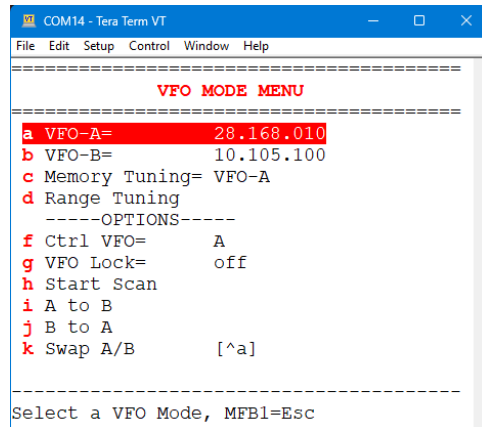 COM14 - Tera Term VT
File Edit Setup Control Window Help
========================================
VFO MODE MENU
========================================
a VFO-A= 28.168.010
b VFO-B= 10.105.100
c Memory Tuning= VFO-A
d Range Tuning
-----OPTIONS-----
f Ctrl VFO= A
g VFO Lock= off
h Start Scan
i A to B
j B to A
k Swap A/B [^a]
----------------------------------------
Select a VFO Mode, MFB1=Esc